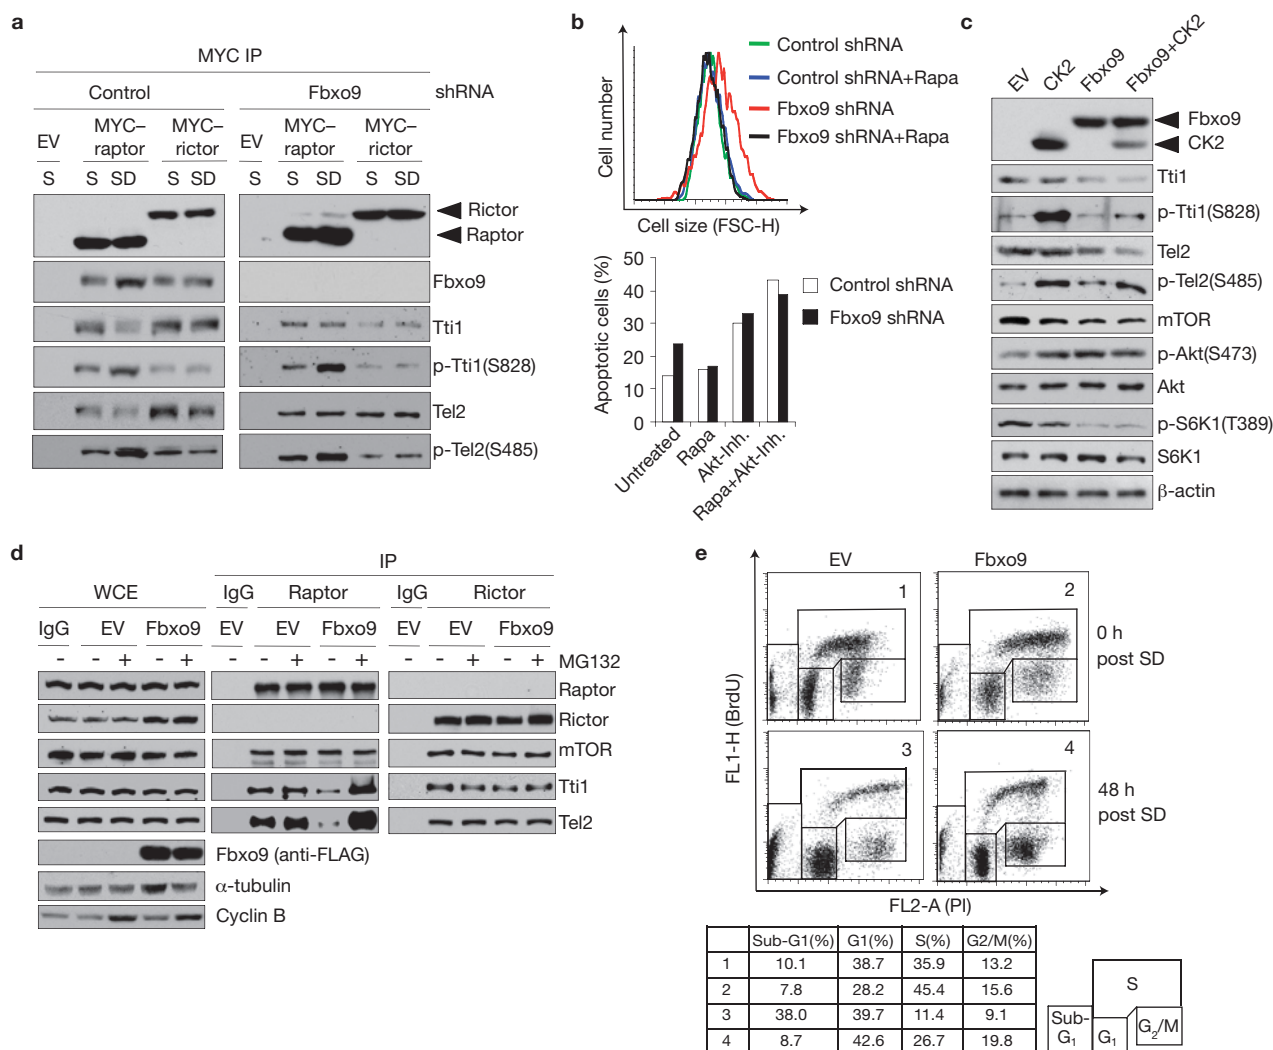 a
MYC IP
Control Fbxo9 shRNA
EV MYC–raptor MYC–rictor EV MYC–raptor MYC–rictor
S S SD S SD S S SD S SD
Rictor
Raptor
Fbxo9
Tti1
p-Tti1(S828)
Tel2
p-Tel2(S485)
b
Cell number
Cell size (FSC-H)
Control shRNA
Control shRNA+Rapa
Fbxo9 shRNA
Fbxo9 shRNA+Rapa
Apoptotic cells (%)
50
40
30
20
10
0
Control shRNA
Fbxo9 shRNA
Untreated
Rapa
Akt-Inh.
Rapa+Akt-Inh.
c
EV CK2 Fbxo9 Fbxo9+CK2
Fbxo9
CK2
Tti1
p-Tti1(S828)
Tel2
p-Tel2(S485)
mTOR
p-Akt(S473)
Akt
p-S6K1(T389)
S6K1
β-actin
d
IP
WCE IgG Raptor IgG Rictor
IgG EV Fbxo9 EV EV Fbxo9 EV EV Fbxo9
- - + - + - - + - + - - + - + MG132
Raptor
Rictor
mTOR
Tti1
Tel2
Fbxo9 (anti-FLAG)
α-tubulin
Cyclin B
e
EV Fbxo9
1 2
0 h
post SD
3 4
48 h
post SD
FL1-H (BrdU)
FL2-A (PI)
Sub-G1(%) G1(%) S(%) G2/M(%)
1 10.1 38.7 35.9 13.2
2 7.8 28.2 45.4 15.6
3 38.0 39.7 11.4 9.1
4 8.7 42.6 26.7 19.8
S
Sub-
G1 G1 G2/M